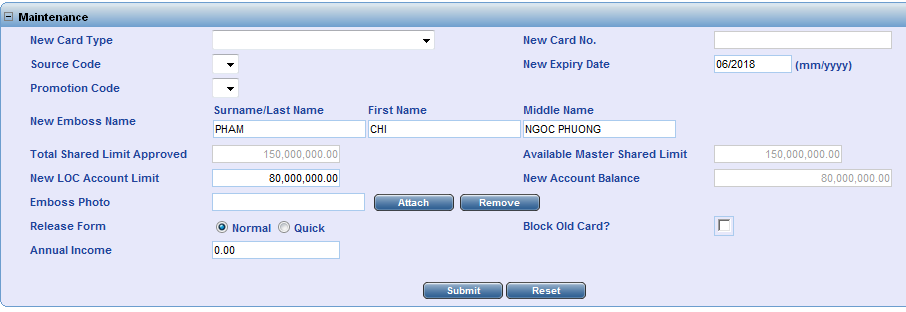 Maintenance
New Card Type New Card No.
Source Code New Expiry Date 06/2018 (mm/yyyy)
Promotion Code
Surname/Last Name First Name Middle Name
New Emboss Name PHAM CHI NGOC PHUONG
Total Shared Limit Approved 150,000,000.00 Available Master Shared Limit 150,000,000.00
New LOC Account Limit 80,000,000.00 New Account Balance 80,000,000.00
Emboss Photo Attach Remove
Release Form Normal Quick Block Old Card?
Annual Income 0.00
Submit Reset